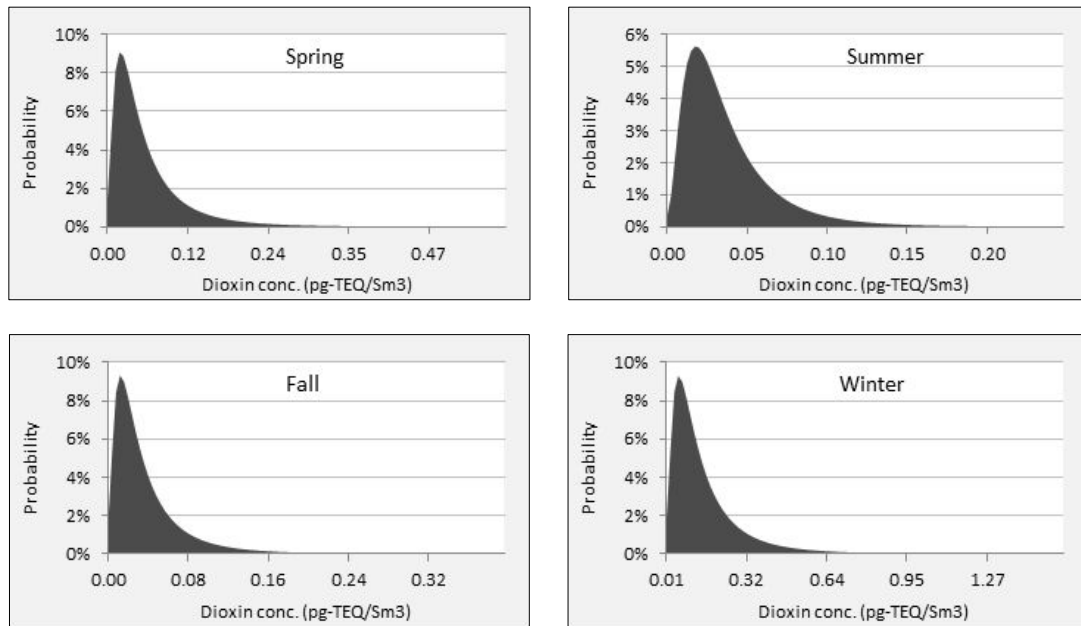 Spring
Probability
10%
8%
6%
4%
2%
0%
0.00 0.12 0.24 0.35 0.47
Dioxin conc. (pg-TEQ/Sm3)
Summer
Probability
6%
5%
4%
3%
2%
1%
0%
0.00 0.05 0.10 0.15 0.20
Dioxin conc. (pg-TEQ/Sm3)
Fall
Probability
10%
8%
6%
4%
2%
0%
0.00 0.08 0.16 0.24 0.32
Dioxin conc. (pg-TEQ/Sm3)
Winter
Probability
10%
8%
6%
4%
2%
0%
0.01 0.32 0.64 0.95 1.27
Dioxin conc. (pg-TEQ/Sm3)